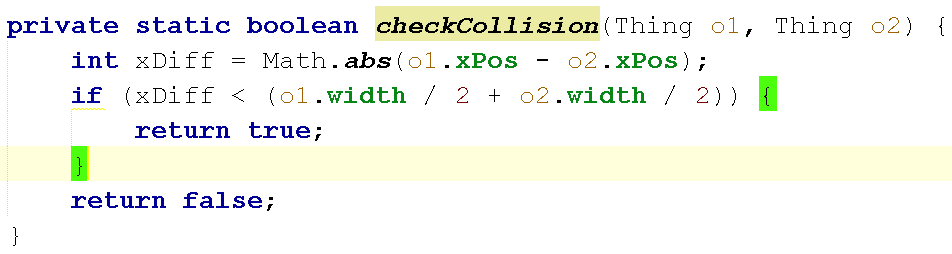 private static boolean checkCollision(Thing o1, Thing o2) {
    int xDiff = Math.abs(o1.xPos - o2.xPos);
    if (xDiff < (o1.width / 2 + o2.width / 2)) {
        return true;
    }
    return false;
}